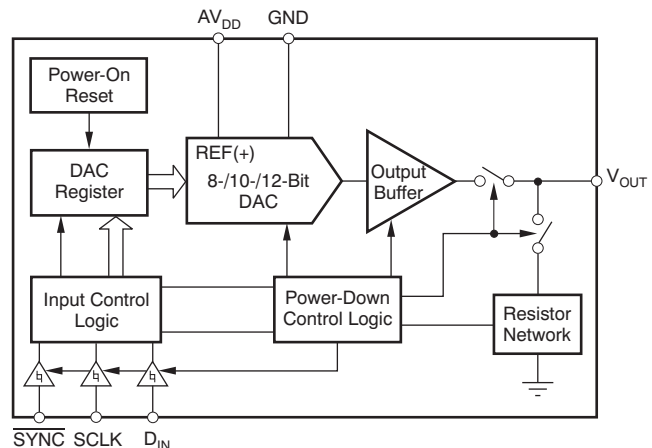 AVDD GND
Power-On
Reset
DAC
Register
REF(+)
8-/10-/12-Bit
DAC
Output
Buffer
VOUT
Input Control
Logic
Power-Down
Control Logic
Resistor
Network
SYNC SCLK DIN